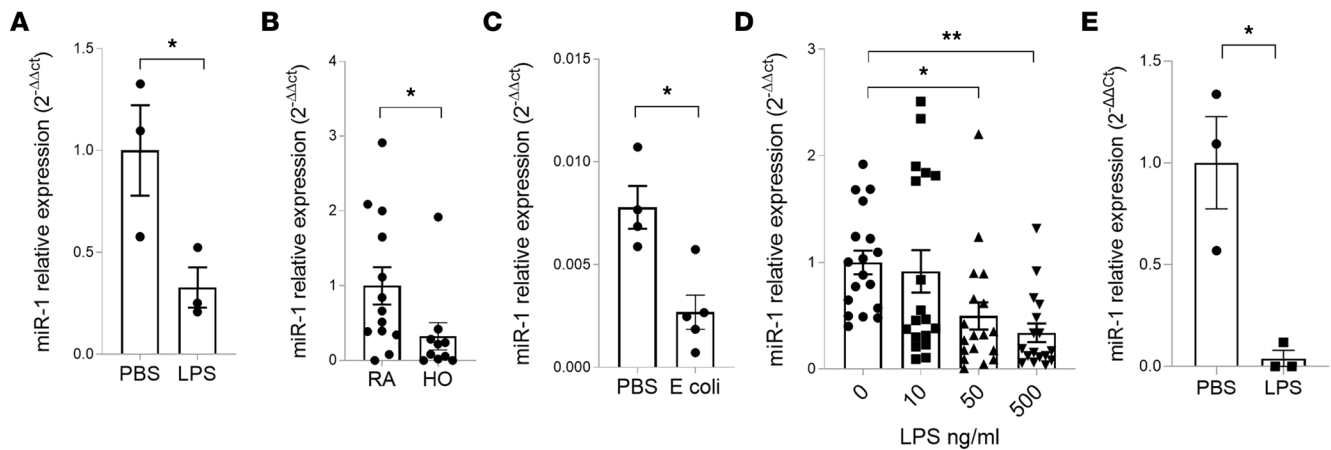 A
miR-1 relative expression (2-ΔΔct)
1.5
1.0
0.5
0.0
*
PBS LPS
B
miR-1 relative expression (2-ΔΔct)
4
3
2
1
0
*
RA HO
C
miR-1 relative expression (2-ΔΔct)
0.015
0.010
0.005
0.000
*
PBS E coli
D
miR-1 relative expression (2-ΔΔct)
3
2
1
0
**
*
0 10 50 500
LPS ng/ml
E
miR-1 relative expression (2-ΔΔCt)
1.5
1.0
0.5
0.0
*
PBS LPS